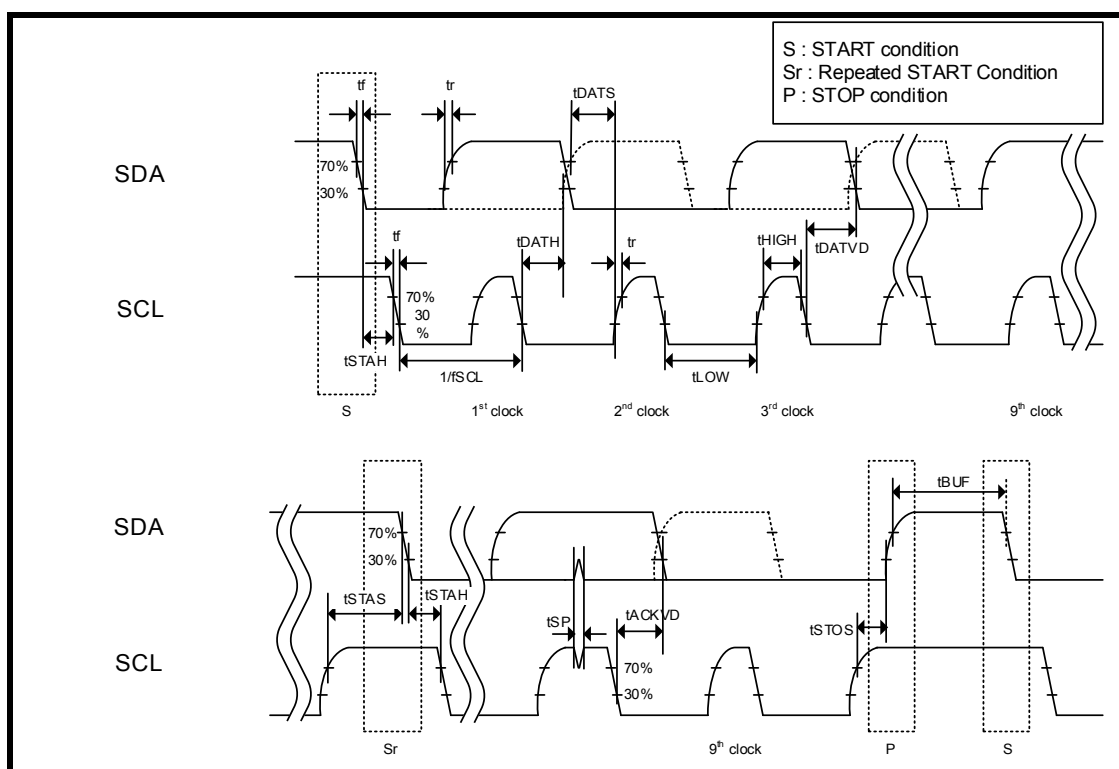 S : START condition
Sr : Repeated START Condition
P : STOP condition
tf
tr
tDATS
SDA
70%
30%
tf
tDATH
tr
tHIGH
tDATVD
SCL
70%
30
%
tSTAH
1/fSCL
tLOW
S
1st clock
2nd clock
3rd clock
9th clock
tBUF
SDA
70%
30%
tSTAS
tSTAH
tSP
tACKVD
tSTOS
SCL
70%
30%
Sr
9th clock
P
S